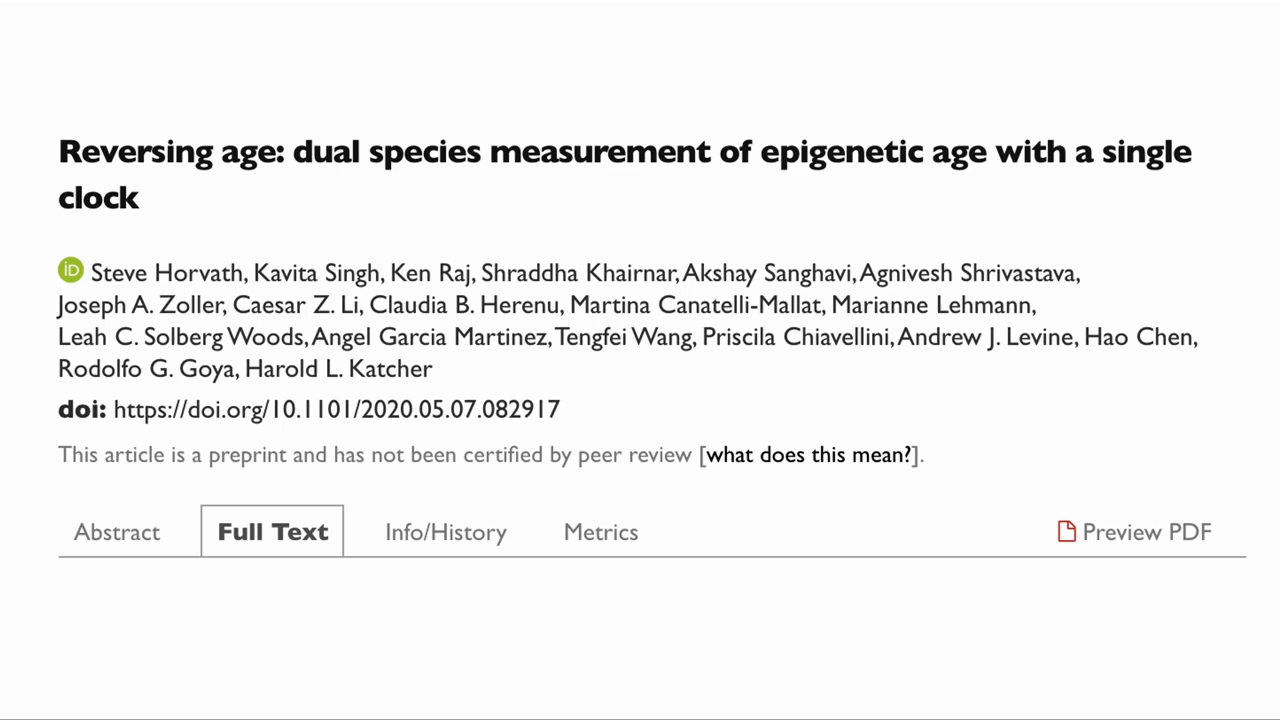 Reversing age: dual species measurement of epigenetic age with a single
clock
iD Steve Horvath, Kavita Singh, Ken Raj, Shraddha Khairnar, Akshay Sanghavi, Agnivesh Shrivastava,
Joseph A. Zoller, Caesar Z. Li, Claudia B. Herenu, Martina Canatelli-Mallat, Marianne Lehmann,
Leah C. Solberg Woods, Angel Garcia Martinez, Tengfei Wang, Priscila Chiavellini, Andrew J. Levine, Hao Chen,
Rodolfo G. Goya, Harold L. Katcher
doi: https://doi.org/10.1101/2020.05.07.082917
This article is a preprint and has not been certified by peer review [what does this mean?].
Abstract Full Text Info/History Metrics Preview PDF